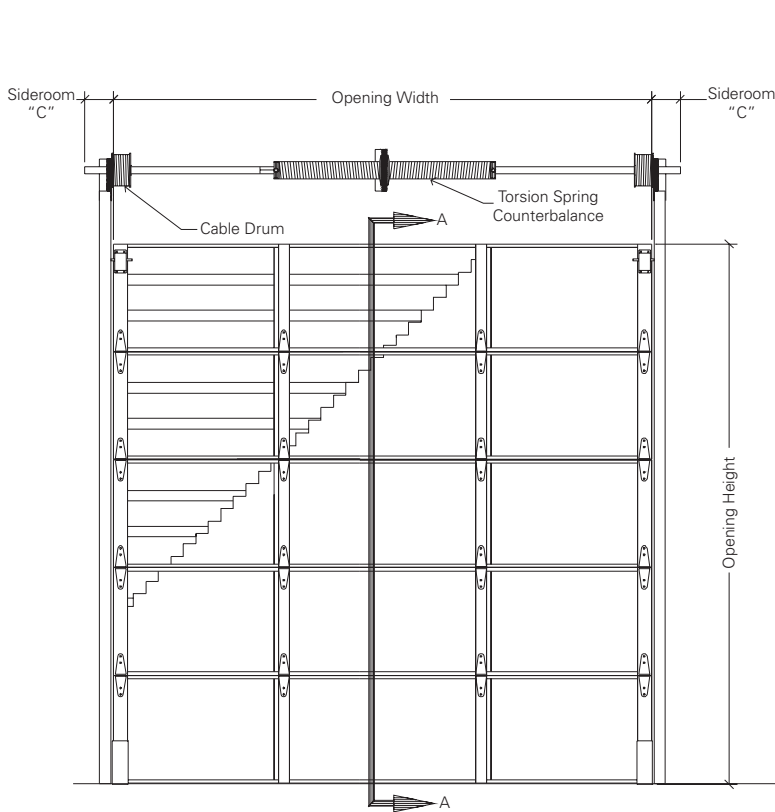 Sideroom
“C”
Opening Width
Sideroom
“C”
Torsion Spring
Counterbalance
Cable Drum
A
Opening Height
A